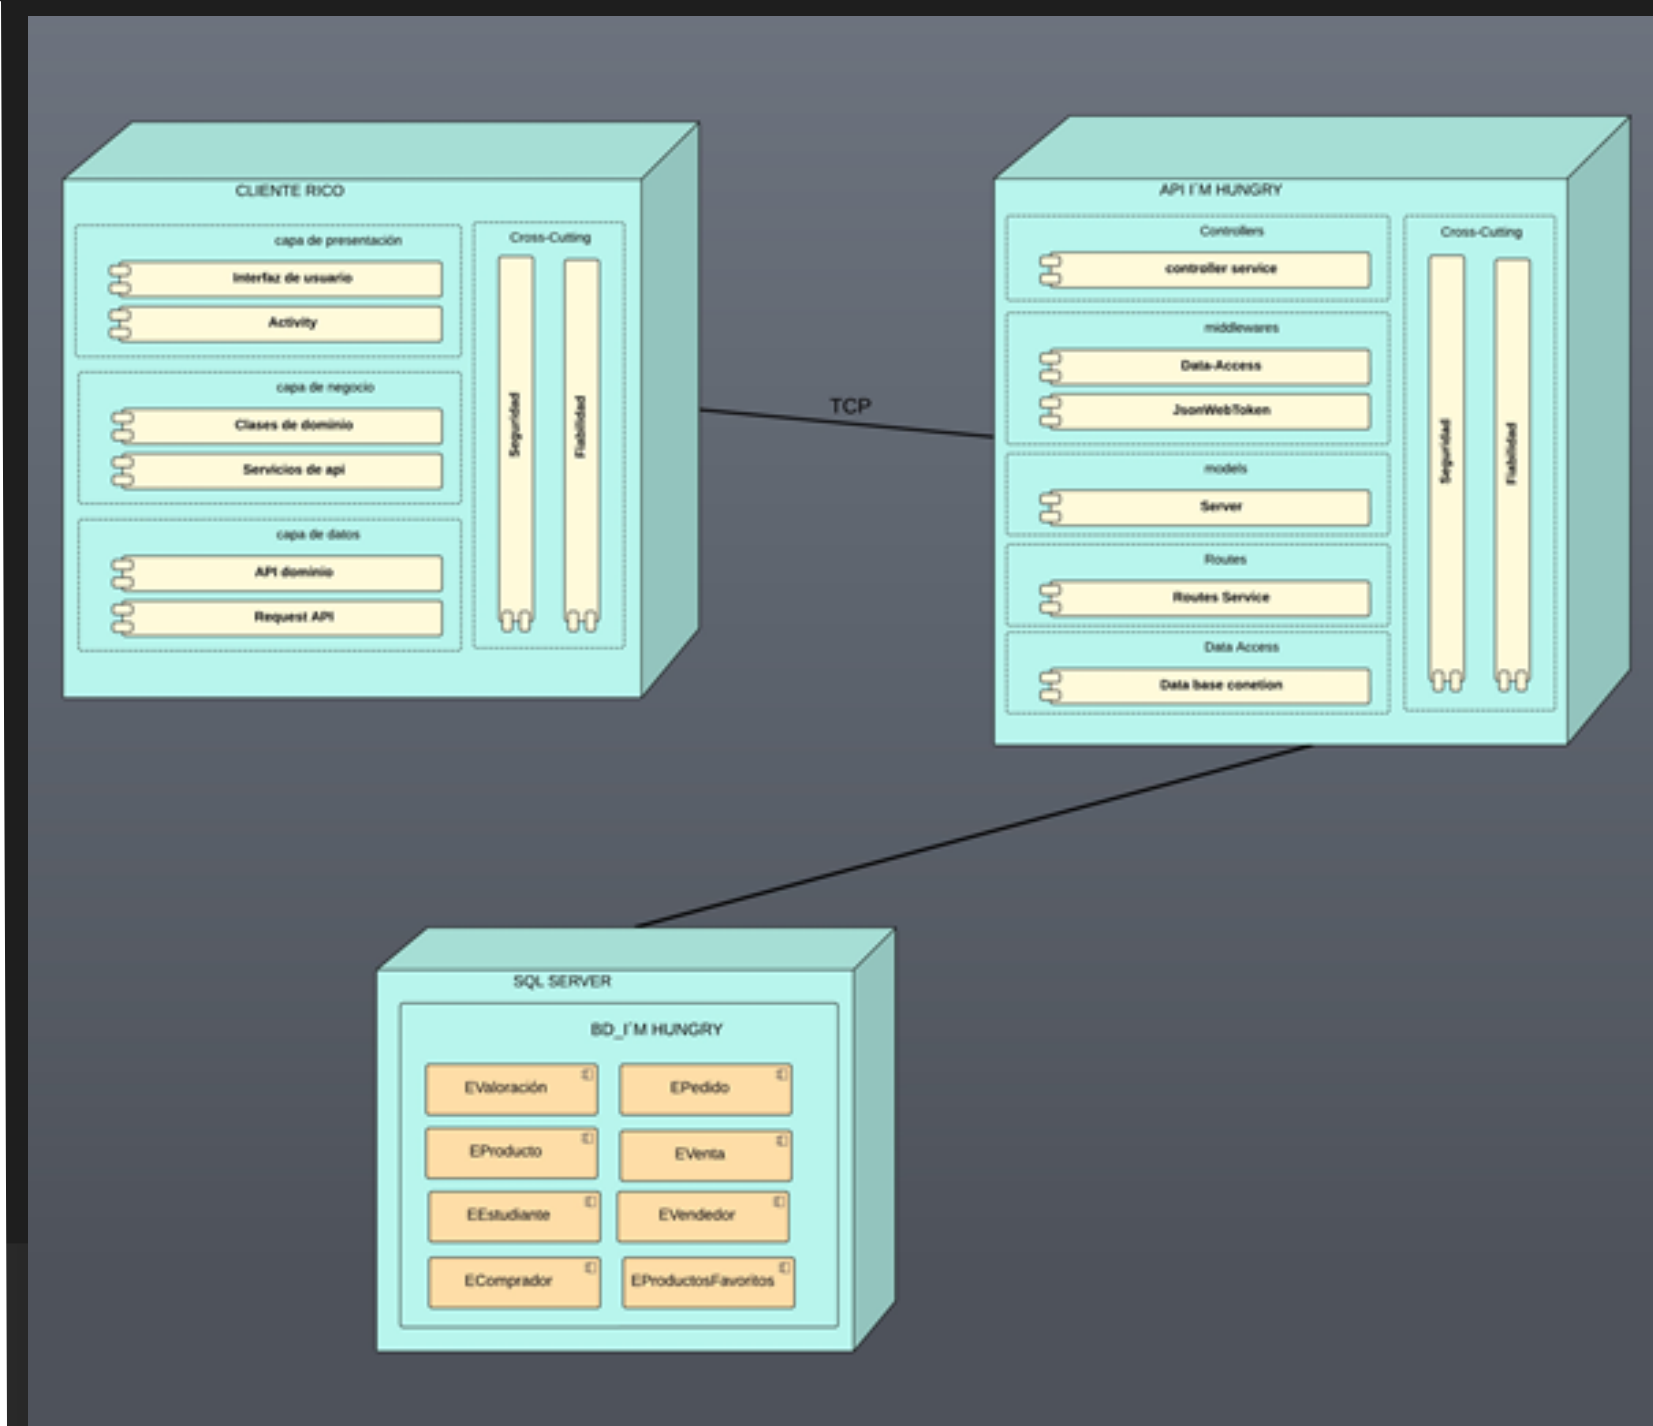 CLIENTE RICO
capa de presentación
Interfaz de usuario
Activity
capa de negocio
Clases de dominio
Servicios de api
capa de datos
API dominio
Request API
Cross-Cutting
Seguridad
Fiabilidad
TCP
API I´M HUNGRY
Controllers
controller service
middlewares
Data-Access
JsonWebToken
models
Server
Routes
Routes Service
Data Access
Data base conetion
Cross-Cutting
Seguridad
Fiabilidad
SQL SERVER
BD_I´M HUNGRY
EValoración
EPedido
EProducto
EVenta
EEstudiante
EVendedor
EComprador
EProductosFavoritos